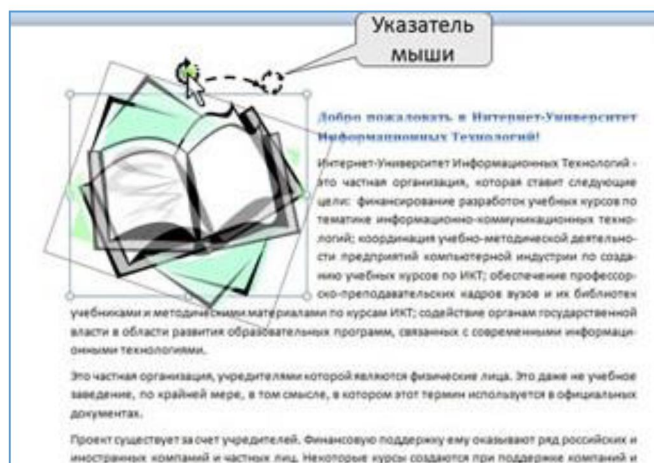 Указатель
мыши
Добро пожаловать в Интернет-Университет
Информационных Технологий!
Интернет-Университет Информационных Технологий -
это частная организация, которая ставит следующие
цели: финансирование разработок учебных курсов по
тематике информационно-коммуникационных техно-
логий; координация учебно-методической деятельно-
сти предприятий компьютерной индустрии по созда-
нию учебных курсов по ИКТ; обеспечение профессор-
ско-преподавательских кадров вузов и их библиотек
учебниками и методическими материалами по курсам ИКТ; содействие органам государственной
власти в области развития образовательных программ, связанных с современными информаци-
онными технологиями.
Это частная организация, учредителями которой являются физические лица. Это даже не учебное
заведение, по крайней мере, в том смысле, в котором этот термин используется в официальных
документах.
Проект существует за счет учредителей. Финансовую поддержку ему оказывают ряд российских и
иностранных компаний и частных лиц. Некоторые курсы создаются при поддержке компаний и